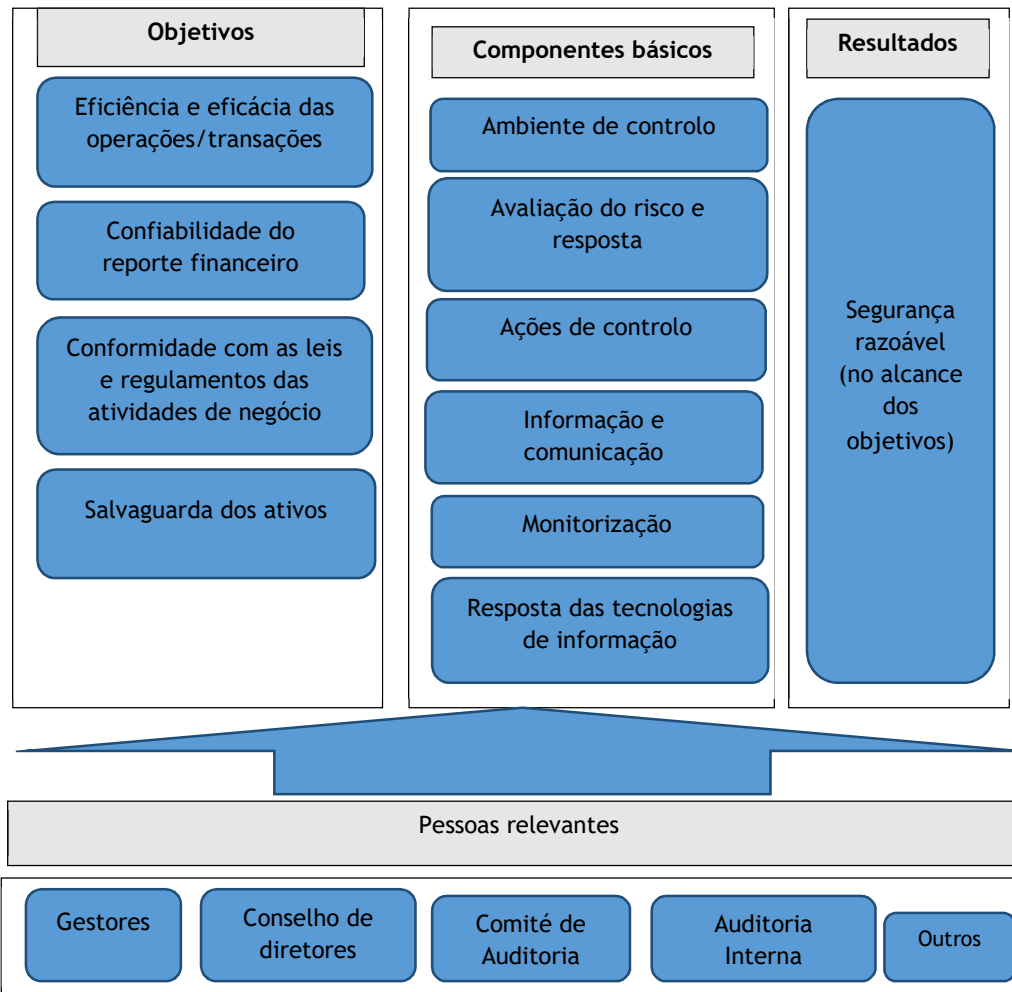 Objetivos
Eficiência e eficácia das
operações/transações
Confiabilidade do
reporte financeiro
Conformidade com as leis
e regulamentos das
atividades de negócio
Salvaguarda dos ativos
Componentes básicos
Ambiente de controlo
Avaliação do risco e
resposta
Ações de controlo
Informação e
comunicação
Monitorização
Resposta das tecnologias
de informação
Resultados
Segurança
razoável
(no alcance
dos
objetivos)
Pessoas relevantes
Gestores
Conselho de
diretores
Comité de
Auditoria
Auditoria
Interna
Outros